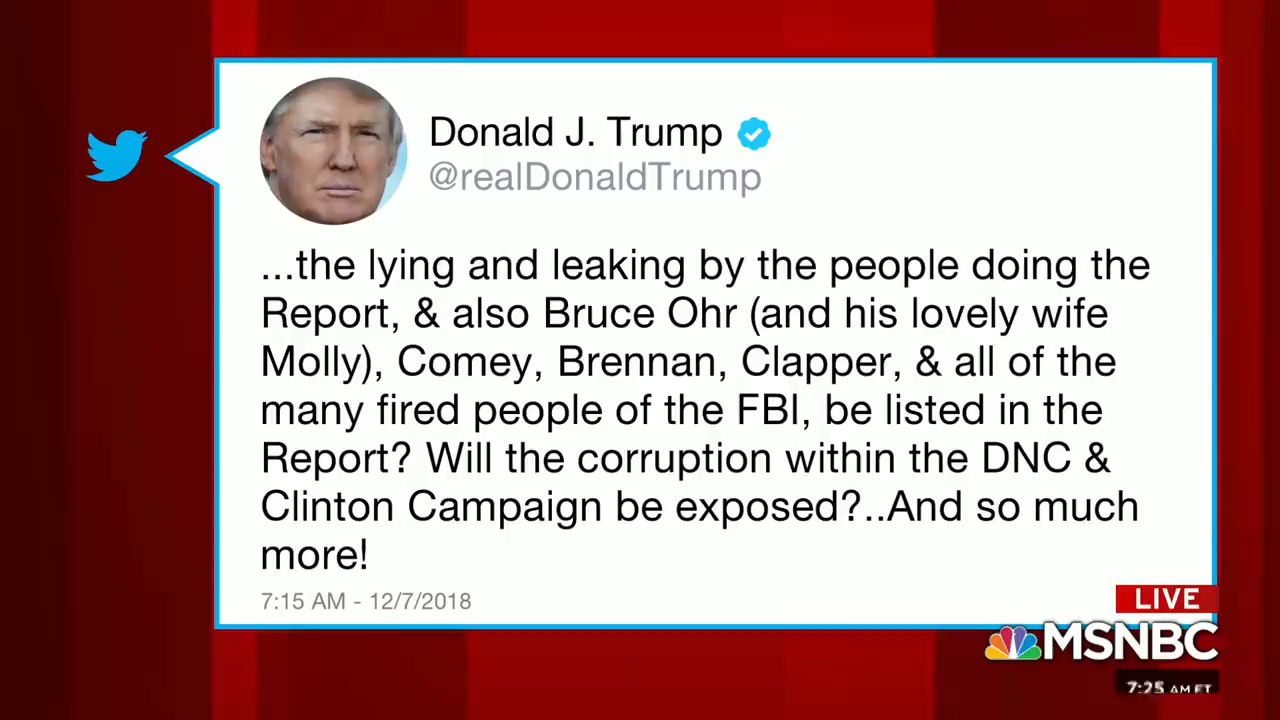 Donald J. Trump
@realDonaldTrump
...the lying and leaking by the people doing the
Report, & also Bruce Ohr (and his lovely wife
Molly), Comey, Brennan, Clapper, & all of the
many fired people of the FBI, be listed in the
Report? Will the corruption within the DNC &
Clinton Campaign be exposed?..And so much
more!
7:15 AM - 12/7/2018
LIVE
MSNBC
7:25 AM ET